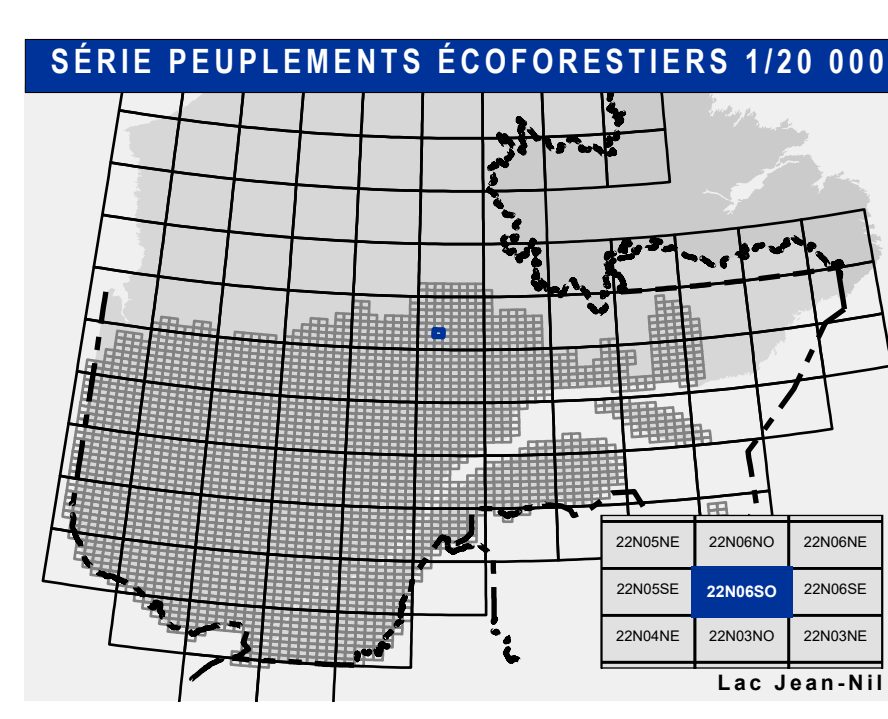 SÉRIE PEUPLEMENTS ÉCOFORESTIERS 1/20 000
22N05NE 22N06NO 22N06NE
22N05SE 22N06SO 22N06SE
22N04NE 22N03NO 22N03NE
Lac Jean-Nil